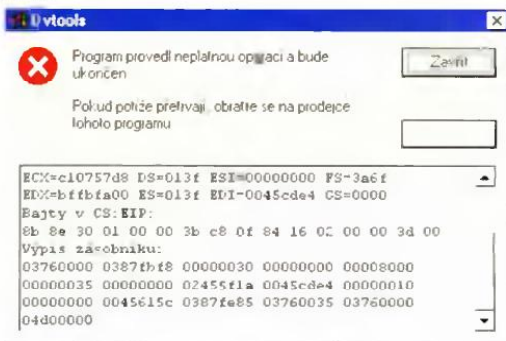 Dvtools
Program provedl neplatnou operaci a bude
ukončen
Zavřít
Pokud potíže přetrvají, obraťte se na prodejce
tohoto programu
ECX=c10757d8 DS=013f ESI=00000000 FS=3a6f
EDX=bffbfa00 ES=013f EDI=0045cde4 GS=0000
Bajty v CS:EIP:
8b 8e 30 01 00 00 3b c8 0f 84 16 02 00 00 3d 00
Výpis zásobníku:
03760000 0387fbf8 00000030 00000000 00008000
00000035 00000000 02455f1a 0045cde4 00000010
00000000 0045615c 0387fe85 03760035 03760000
04d00000